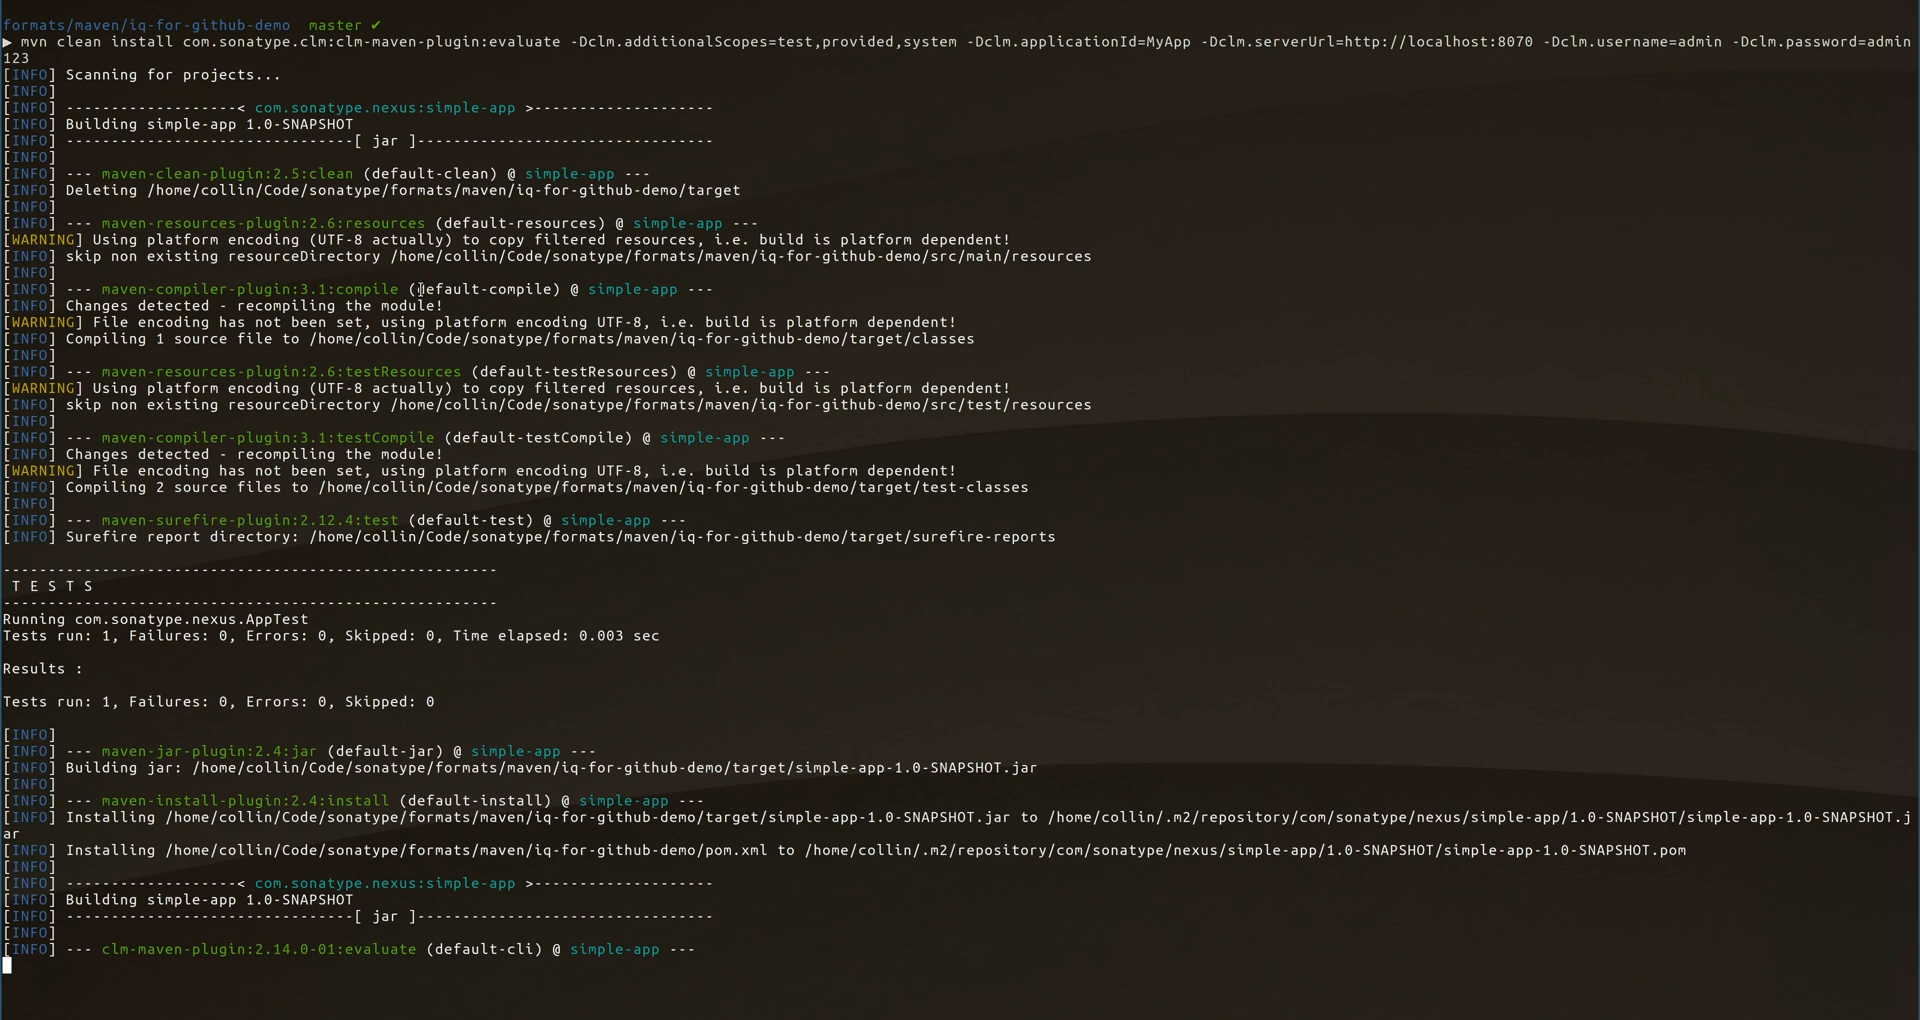 formats/maven/iq-for-github-demo  master ✔
▶ mvn clean install com.sonatype.clm:clm-maven-plugin:evaluate -Dclm.additionalScopes=test,provided,system -Dclm.applicationId=MyApp -Dclm.serverUrl=http://localhost:8070 -Dclm.username=admin -Dclm.password=admin
123
[INFO] Scanning for projects...
[INFO]
[INFO] -------------------< com.sonatype.nexus:simple-app >--------------------
[INFO] Building simple-app 1.0-SNAPSHOT
[INFO] --------------------------------[ jar ]---------------------------------
[INFO]
[INFO] --- maven-clean-plugin:2.5:clean (default-clean) @ simple-app ---
[INFO] Deleting /home/collin/Code/sonatype/formats/maven/iq-for-github-demo/target
[INFO]
[INFO] --- maven-resources-plugin:2.6:resources (default-resources) @ simple-app ---
[WARNING] Using platform encoding (UTF-8 actually) to copy filtered resources, i.e. build is platform dependent!
[INFO] skip non existing resourceDirectory /home/collin/Code/sonatype/formats/maven/iq-for-github-demo/src/main/resources
[INFO]
[INFO] --- maven-compiler-plugin:3.1:compile (default-compile) @ simple-app ---
[INFO] Changes detected - recompiling the module!
[WARNING] File encoding has not been set, using platform encoding UTF-8, i.e. build is platform dependent!
[INFO] Compiling 1 source file to /home/collin/Code/sonatype/formats/maven/iq-for-github-demo/target/classes
[INFO]
[INFO] --- maven-resources-plugin:2.6:testResources (default-testResources) @ simple-app ---
[WARNING] Using platform encoding (UTF-8 actually) to copy filtered resources, i.e. build is platform dependent!
[INFO] skip non existing resourceDirectory /home/collin/Code/sonatype/formats/maven/iq-for-github-demo/src/test/resources
[INFO]
[INFO] --- maven-compiler-plugin:3.1:testCompile (default-testCompile) @ simple-app ---
[INFO] Changes detected - recompiling the module!
[WARNING] File encoding has not been set, using platform encoding UTF-8, i.e. build is platform dependent!
[INFO] Compiling 2 source files to /home/collin/Code/sonatype/formats/maven/iq-for-github-demo/target/test-classes
[INFO]
[INFO] --- maven-surefire-plugin:2.12.4:test (default-test) @ simple-app ---
[INFO] Surefire report directory: /home/collin/Code/sonatype/formats/maven/iq-for-github-demo/target/surefire-reports
-------------------------------------------------------
 T E S T S
-------------------------------------------------------
Running com.sonatype.nexus.AppTest
Tests run: 1, Failures: 0, Errors: 0, Skipped: 0, Time elapsed: 0.003 sec
Results :
Tests run: 1, Failures: 0, Errors: 0, Skipped: 0
[INFO]
[INFO] --- maven-jar-plugin:2.4:jar (default-jar) @ simple-app ---
[INFO] Building jar: /home/collin/Code/sonatype/formats/maven/iq-for-github-demo/target/simple-app-1.0-SNAPSHOT.jar
[INFO]
[INFO] --- maven-install-plugin:2.4:install (default-install) @ simple-app ---
[INFO] Installing /home/collin/Code/sonatype/formats/maven/iq-for-github-demo/target/simple-app-1.0-SNAPSHOT.jar to /home/collin/.m2/repository/com/sonatype/nexus/simple-app/1.0-SNAPSHOT/simple-app-1.0-SNAPSHOT.j
ar
[INFO] Installing /home/collin/Code/sonatype/formats/maven/iq-for-github-demo/pom.xml to /home/collin/.m2/repository/com/sonatype/nexus/simple-app/1.0-SNAPSHOT/simple-app-1.0-SNAPSHOT.pom
[INFO]
[INFO] -------------------< com.sonatype.nexus:simple-app >--------------------
[INFO] Building simple-app 1.0-SNAPSHOT
[INFO] --------------------------------[ jar ]---------------------------------
[INFO]
[INFO] --- clm-maven-plugin:2.14.0-01:evaluate (default-cli) @ simple-app ---